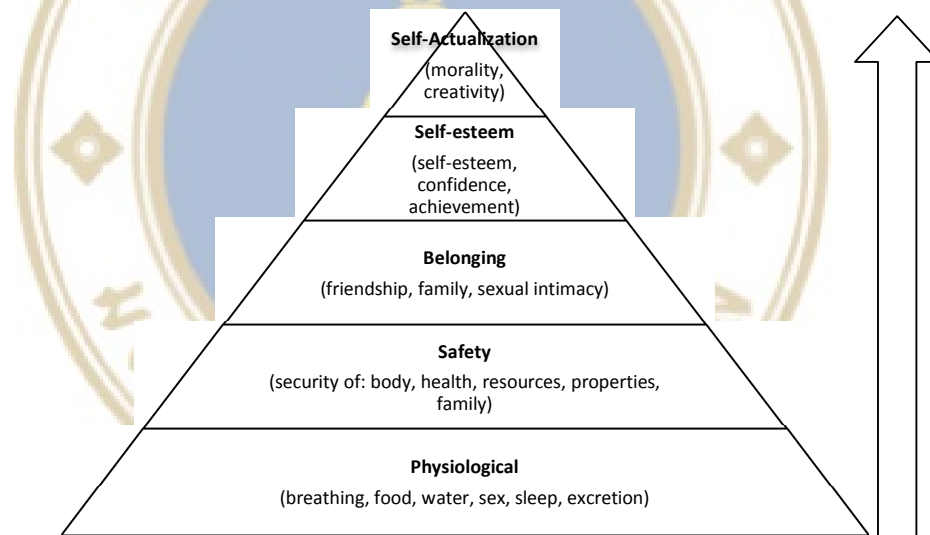 Self-Actualization
(morality,
creativity)
Self-esteem
(self-esteem,
confidence,
achievement)
Belonging
(friendship, family, sexual intimacy)
Safety
(security of: body, health, resources, properties,
family)
Physiological
(breathing, food, water, sex, sleep, excretion)